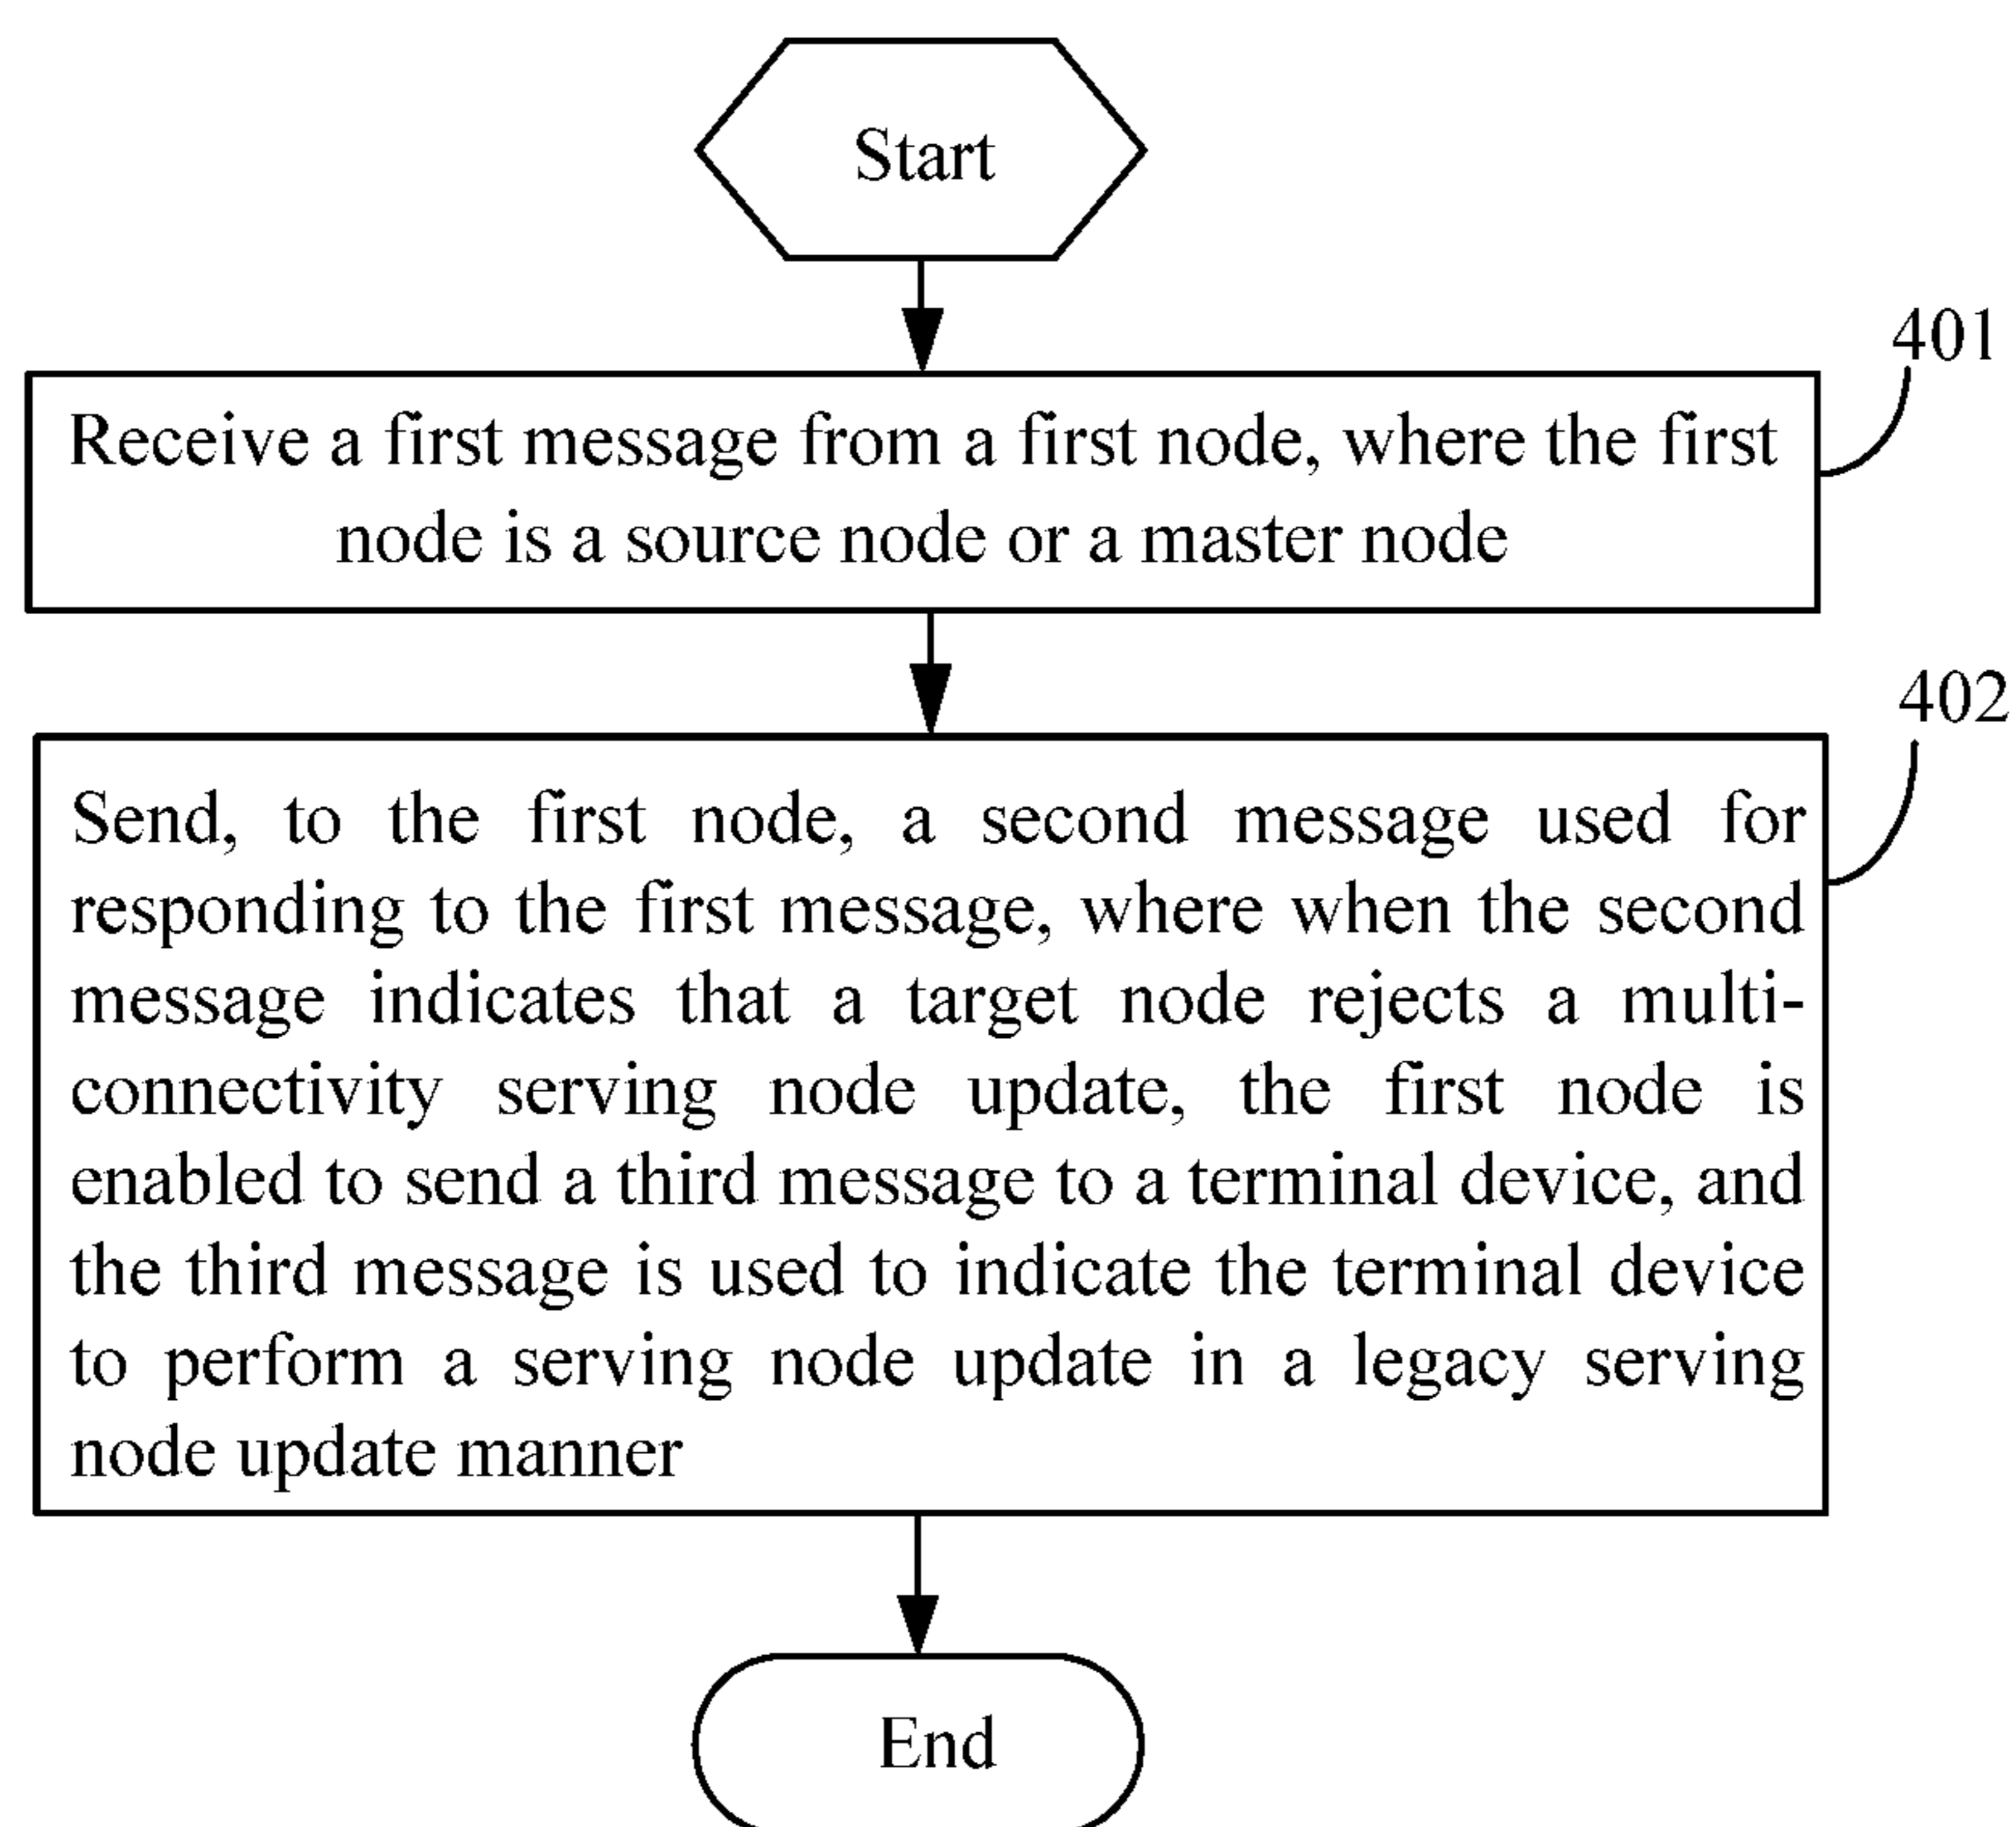 Start
401
Receive a first message from a first node, where the first
node is a source node or a master node
402
Send, to the first node, a second message used for
responding to the first message, where when the second
message indicates that a target node rejects a multi-
connectivity serving node update, the first node is
enabled to send a third message to a terminal device, and
the third message is used to indicate the terminal device
to perform a serving node update in a legacy serving
node update manner
End